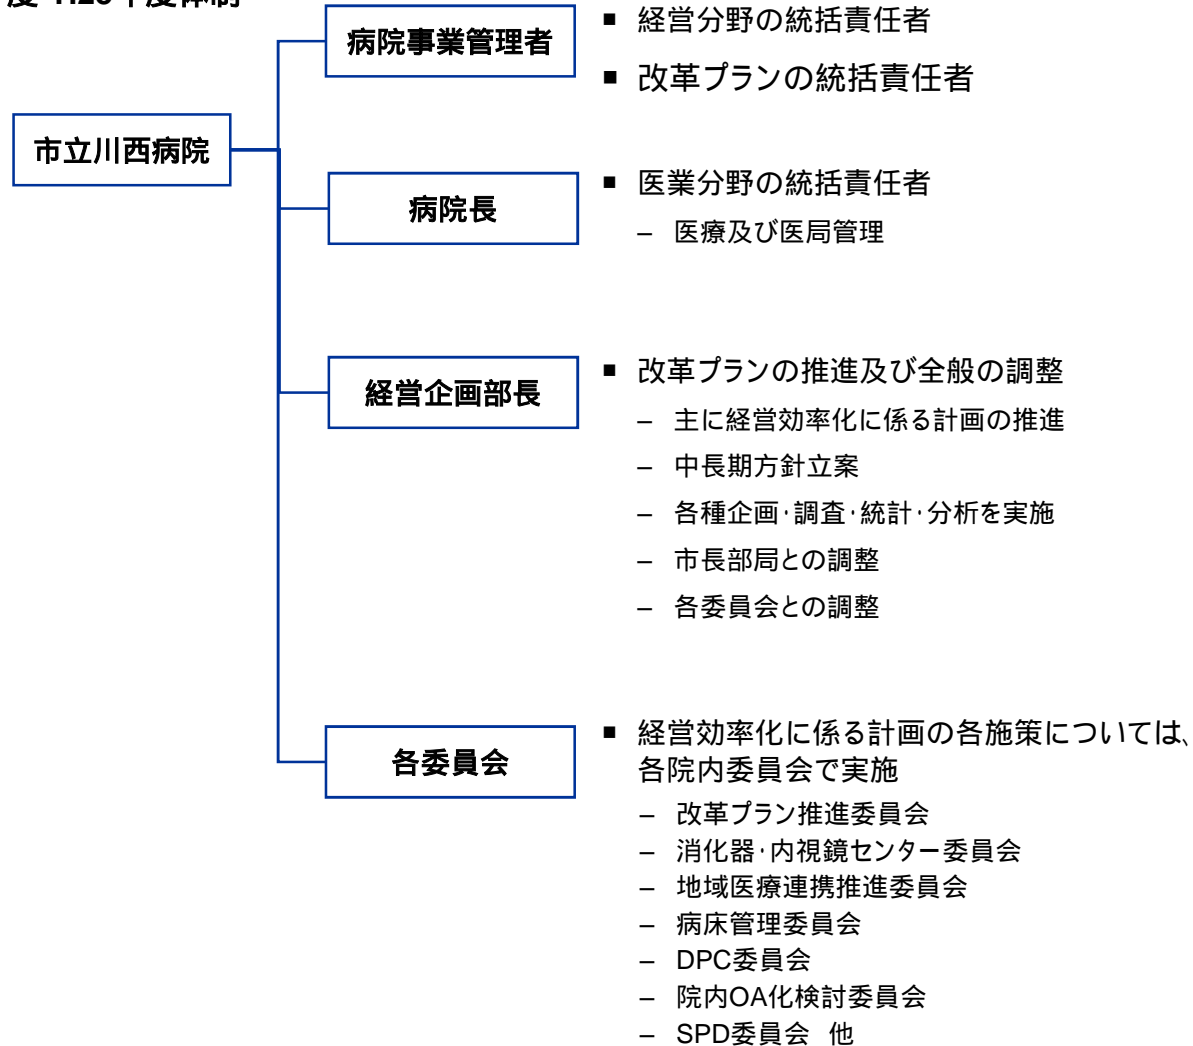 病院事業管理者
■ 経営分野の統括責任者
■ 改革プランの統括責任者
市立川西病院
病院長
■ 医業分野の統括責任者
– 医療及び医局管理
経営企画部長
■ 改革プランの推進及び全般の調整
– 主に経営効率化に係る計画の推進
– 中長期方針立案
– 各種企画・調査・統計・分析を実施
– 市長部局との調整
– 各委員会との調整
各委員会
■ 経営効率化に係る計画の各施策については、
各院内委員会で実施
– 改革プラン推進委員会
– 消化器・内視鏡センター委員会
– 地域医療連携推進委員会
– 病床管理委員会
– DPC委員会
– 院内OA化検討委員会
– SPD委員会 他